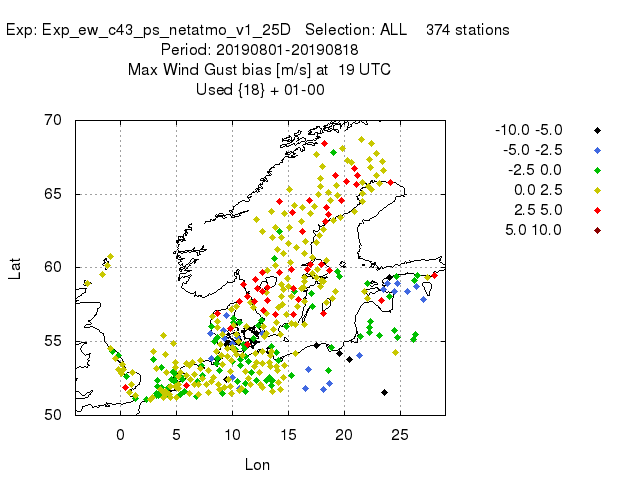 Exp: Exp_ew_c43_ps_netatmo_v1_25D   Selection: ALL    374 stations
Period: 20190801-20190818
Max Wind Gust bias [m/s] at  19 UTC
Used {18} + 01-00
70
65
60
55
50
Lat
0 5 10 15 20 25
Lon
-10.0 -5.0
-5.0 -2.5
-2.5 0.0
0.0 2.5
2.5 5.0
5.0 10.0